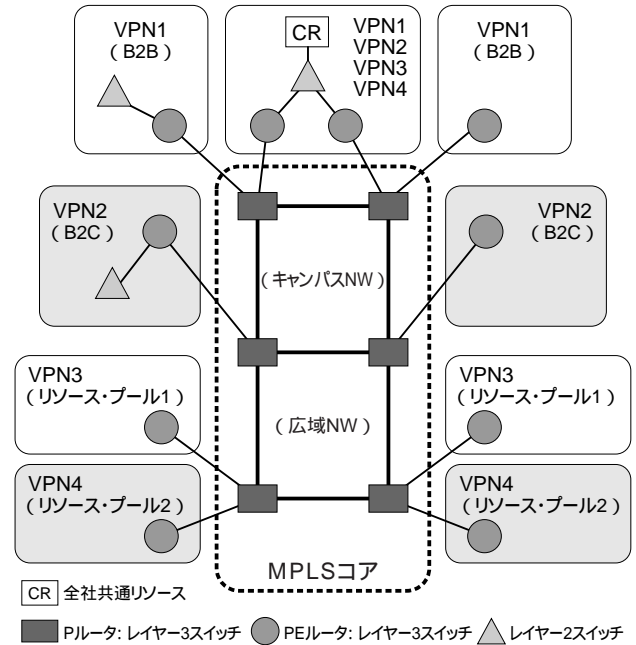 VPN1
(B2B)
CR
VPN1
VPN2
VPN3
VPN4
VPN1
(B2B)
VPN2
(B2C)
VPN2
(B2C)
(キャンパスNW)
VPN3
(リソース・プール1)
VPN3
(リソース・プール1)
(広域NW)
VPN4
(リソース・プール2)
VPN4
(リソース・プール2)
MPLSコア
CR 全社共通リソース
Pルータ: レイヤー3スイッチ PEルータ: レイヤー3スイッチ レイヤー2スイッチ